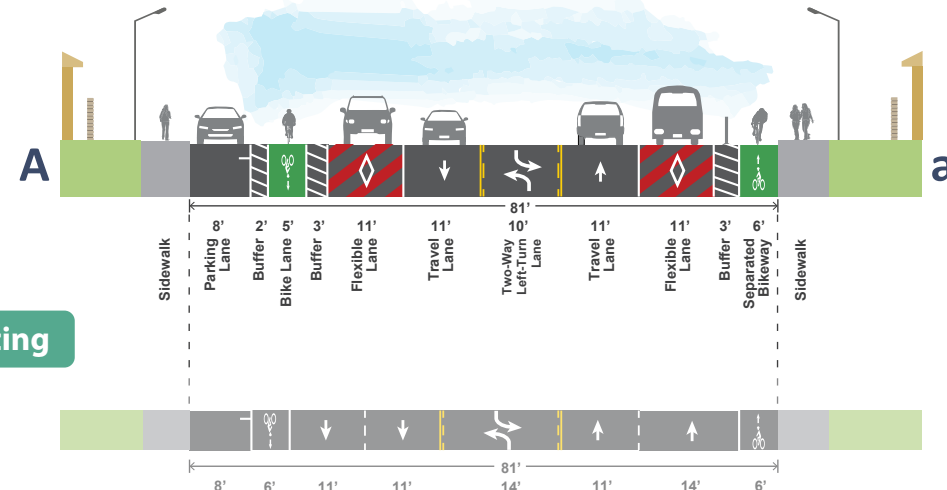 A
a
81'
8' 2' 5' 3' 11' 11' 10' 11' 11' 3' 6'
Sidewalk
Parking
Lane
Buffer
Bike Lane
Buffer
Flexible
Lane
Travel
Lane
Two-Way
Left-Turn
Lane
Travel
Lane
Flexible
Lane
Buffer
Separated
Bikeway
Sidewalk
ting
81'
8' 6' 11' 11' 14' 11' 14' 6'